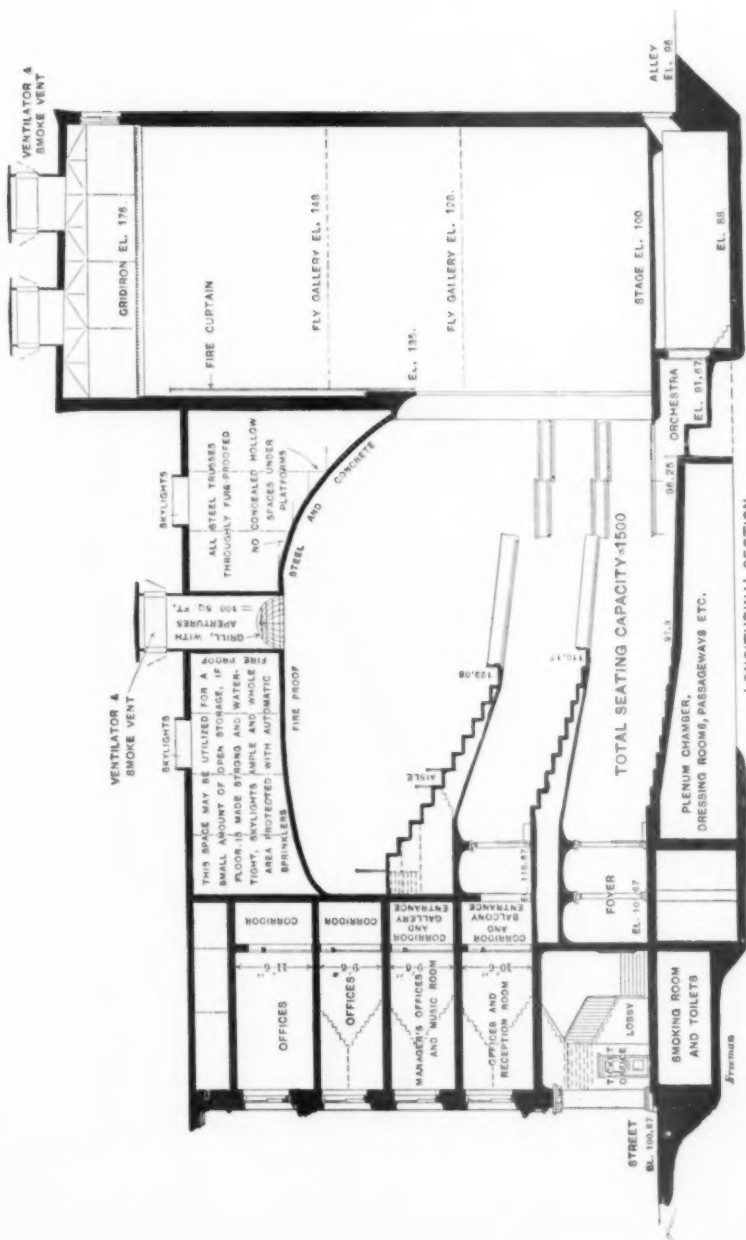 VENTILATOR &
SMOKE VENT
GRIDIRON EL. 176.
FIRE CURTAIN
FLY GALLERY EL. 148.
EL. 135.
FLY GALLERY EL. 126.
STAGE EL. 100
ALLEY
EL. 96
EL. 88
ORCHESTRA
EL. 91.67
96.25
SKYLIGHTS
ALL STEEL TRUSSES
THROUGHLY FIRE-PROOFED
NO CONCEALED HOLLOW
SPACES UNDER
PLATFORMS
STEEL AND CONCRETE
VENTILATOR &
SMOKE VENT
GRILL, WITH
APERTURES
= 100 SQ FT.
SKYLIGHTS
THIS SPACE MAY BE UTILIZED FOR A
SMALL AMOUNT OF OPEN STORAGE, IF
FLOOR IS MADE STRONG AND WATER-
TIGHT, SKYLIGHTS AMPLE AND WHOLE
AREA PROTECTED WITH AUTOMATIC
SPRINKLERS
FIRE PROOF
FIRE PROOF
AISLE
123.08
110.17
TOTAL SEATING CAPACITY=1500
97.9
PLENUM CHAMBER,
DRESSING ROOMS, PASSAGEWAYS ETC.
FOYER
EL. 101.67
EL. 115.67
OFFICES
11'. 6"
CORRIDOR
OFFICES
9'. 6"
CORRIDOR
MANAGER'S OFFICES
AND MUSIC ROOM
CORRIDOR
AND
GALLERY
ENTRANCE
OFFICES AND
RECEPTION ROOM
10'. 6"
CORRIDOR
AND
BALCONY
ENTRANCE
TICKET
OFFICE
LOBBY
SMOKING ROOM
AND TOILETS
STREET
EL. 100.67
Freeman
LONGITUDINAL SECTION